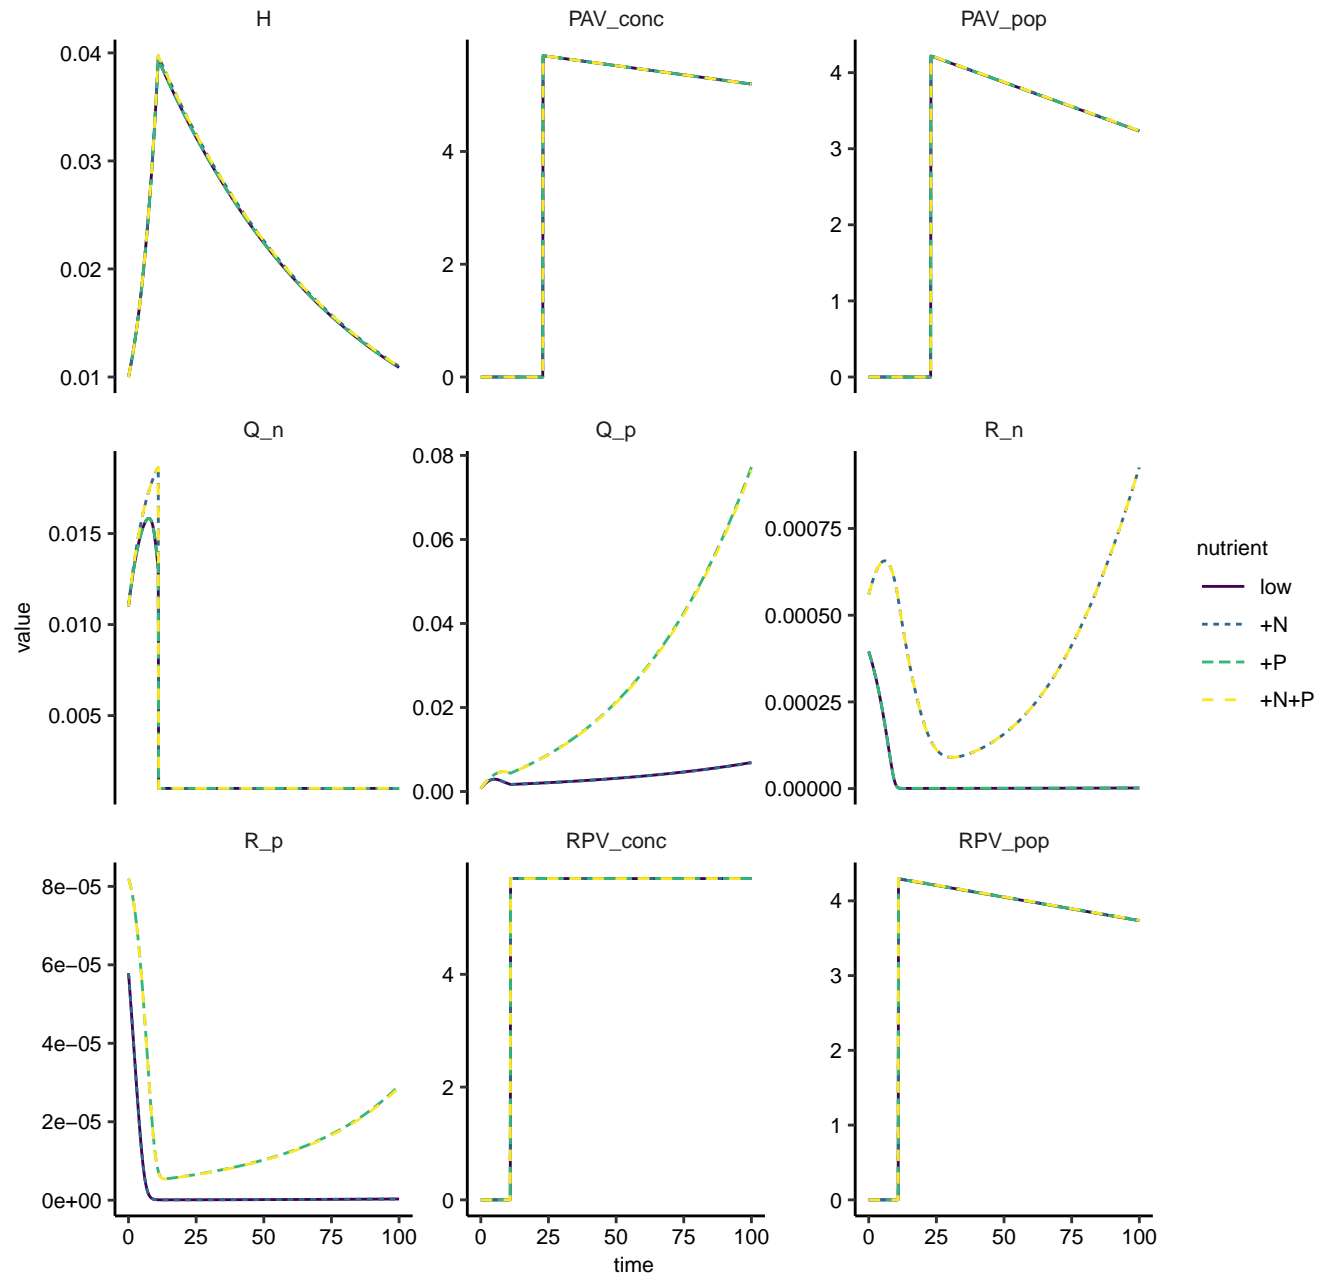 H
PAV_conc
PAV_pop
0.04
0.03
0.02
0.01
4
2
0
4
3
2
1
0
Q_n
Q_p
R_n
0.015
0.010
0.005
0.08
0.06
0.04
0.02
0.00
0.00075
0.00050
0.00025
0.00000
R_p
RPV_conc
RPV_pop
8e−05
6e−05
4e−05
2e−05
0e+00
4
2
0
4
3
2
1
0
0 25 50 75 100
0 25 50 75 100
0 25 50 75 100
time
value
nutrient
low
+N
+P
+N+P